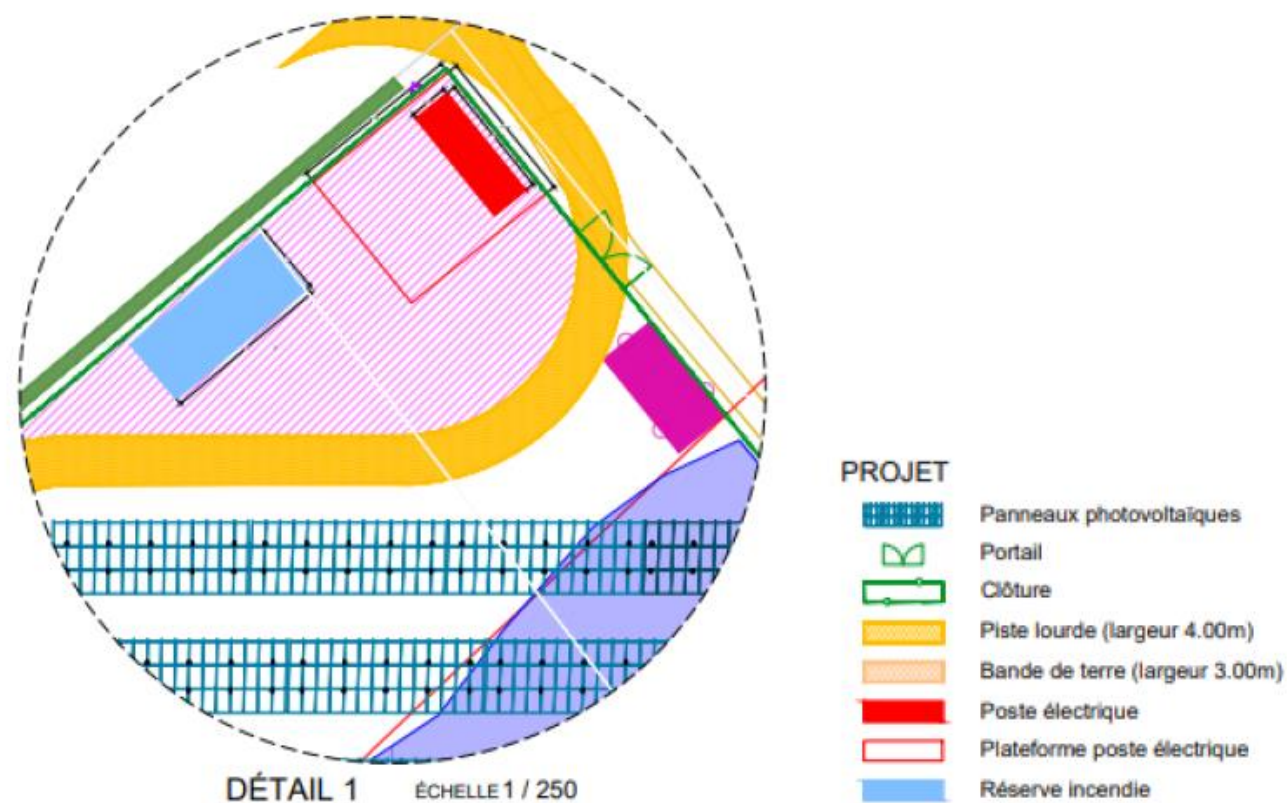 PROJET
Panneaux photovoltaïques
Portail
Clôture
Piste lourde (largeur 4.00m)
Bande de terre (largeur 3.00m)
Poste électrique
Plateforme poste électrique
Réserve incendie
DÉTAIL 1 ÉCHELLE 1 / 250